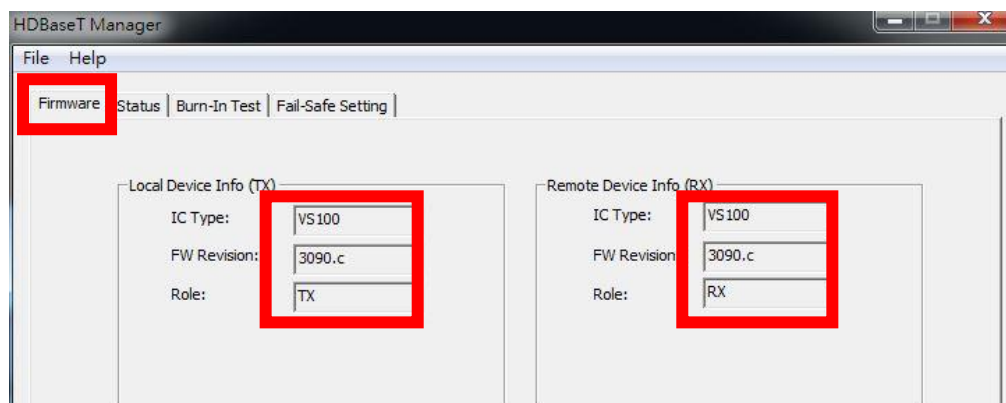 HDBaseT Manager
File Help
Firmware Status Burn-In Test Fail-Safe Setting
Local Device Info (TX)
IC Type: VS100
FW Revision: 3090.c
Role: TX
Remote Device Info (RX)
IC Type: VS100
FW Revision 3090.c
Role: RX